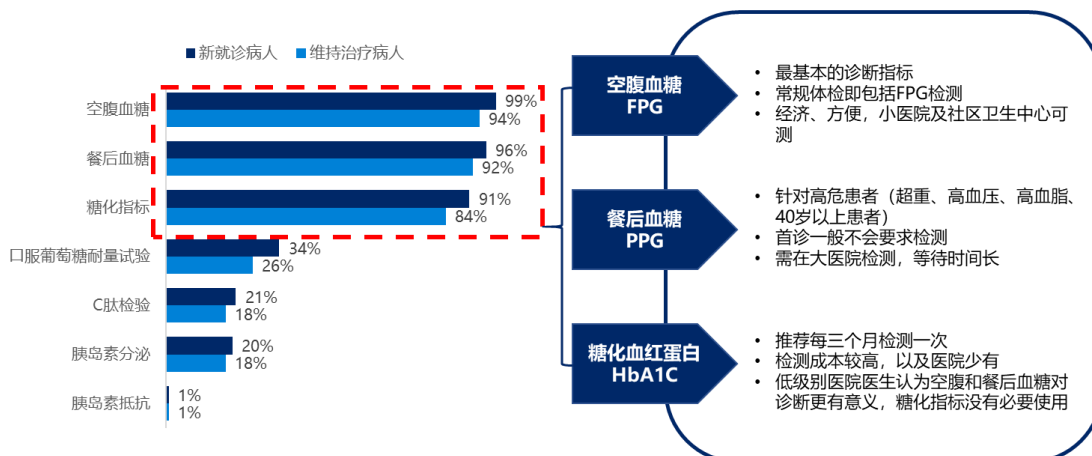 新就诊病人 维持治疗病人
空腹血糖
99%
94%
餐后血糖
96%
92%
糖化指标
91%
84%
口服葡萄糖耐量试验
34%
26%
C肽检验
21%
18%
胰岛素分泌
20%
18%
胰岛素抵抗
1%
1%
空腹血糖
FPG
• 最基本的诊断指标
• 常规体检即包括FPG检测
• 经济、方便，小医院及社区卫生中心可
测
餐后血糖
PPG
• 针对高危患者（超重、高血压、高血脂、
40岁以上患者）
• 首诊一般不会要求检测
• 需在大医院检测，等待时间长
糖化血红蛋白
HbA1C
• 推荐每三个月检测一次
• 检测成本较高，以及医院少有
• 低级别医院医生认为空腹和餐后血糖对
诊断更有意义，糖化指标没有必要使用